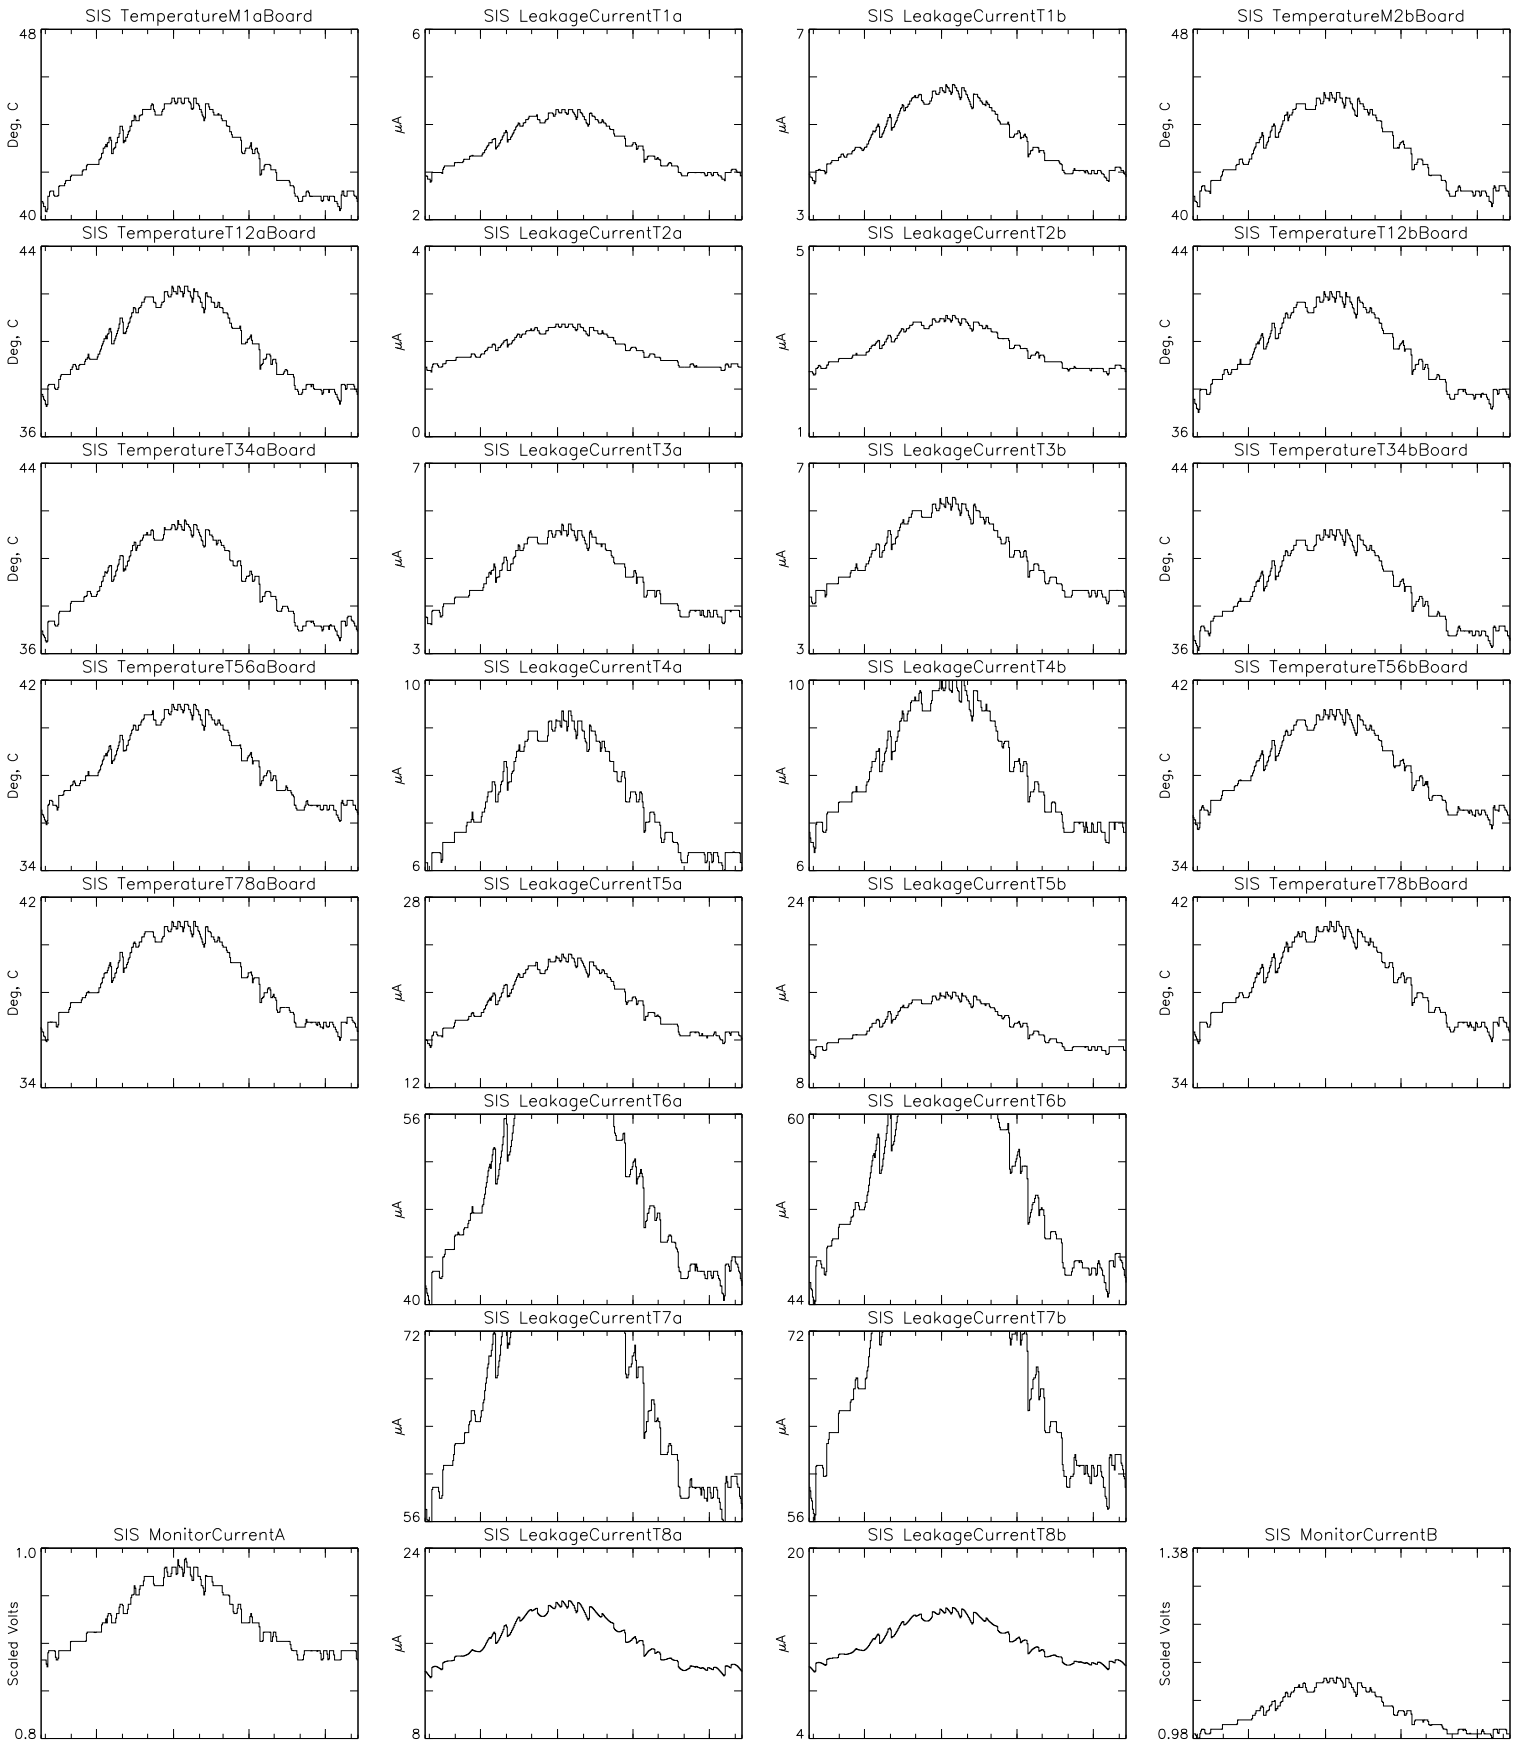 SIS TemperatureM1aBoard
48
Deg, C
40
SIS LeakageCurrentT1a
6
μA
2
SIS LeakageCurrentT1b
7
μA
3
SIS TemperatureM2bBoard
48
Deg, C
40
SIS TemperatureT12aBoard
44
Deg, C
36
SIS LeakageCurrentT2a
4
μA
0
SIS LeakageCurrentT2b
5
μA
1
SIS TemperatureT12bBoard
44
Deg, C
36
SIS TemperatureT34aBoard
44
Deg, C
36
SIS LeakageCurrentT3a
7
μA
3
SIS LeakageCurrentT3b
7
μA
3
SIS TemperatureT34bBoard
44
Deg, C
36
SIS TemperatureT56aBoard
42
Deg, C
34
SIS LeakageCurrentT4a
10
μA
6
SIS LeakageCurrentT4b
10
μA
6
SIS TemperatureT56bBoard
42
Deg, C
34
SIS TemperatureT78aBoard
42
Deg, C
34
SIS LeakageCurrentT5a
28
μA
12
SIS LeakageCurrentT5b
24
μA
8
SIS TemperatureT78bBoard
42
Deg, C
34
SIS LeakageCurrentT6a
56
μA
40
SIS LeakageCurrentT6b
60
μA
44
SIS LeakageCurrentT7a
72
μA
56
SIS LeakageCurrentT7b
72
μA
56
SIS MonitorCurrentA
1.0
Scaled Volts
0.8
SIS LeakageCurrentT8a
24
μA
8
SIS LeakageCurrentT8b
20
μA
4
SIS MonitorCurrentB
1.38
Scaled Volts
0.98